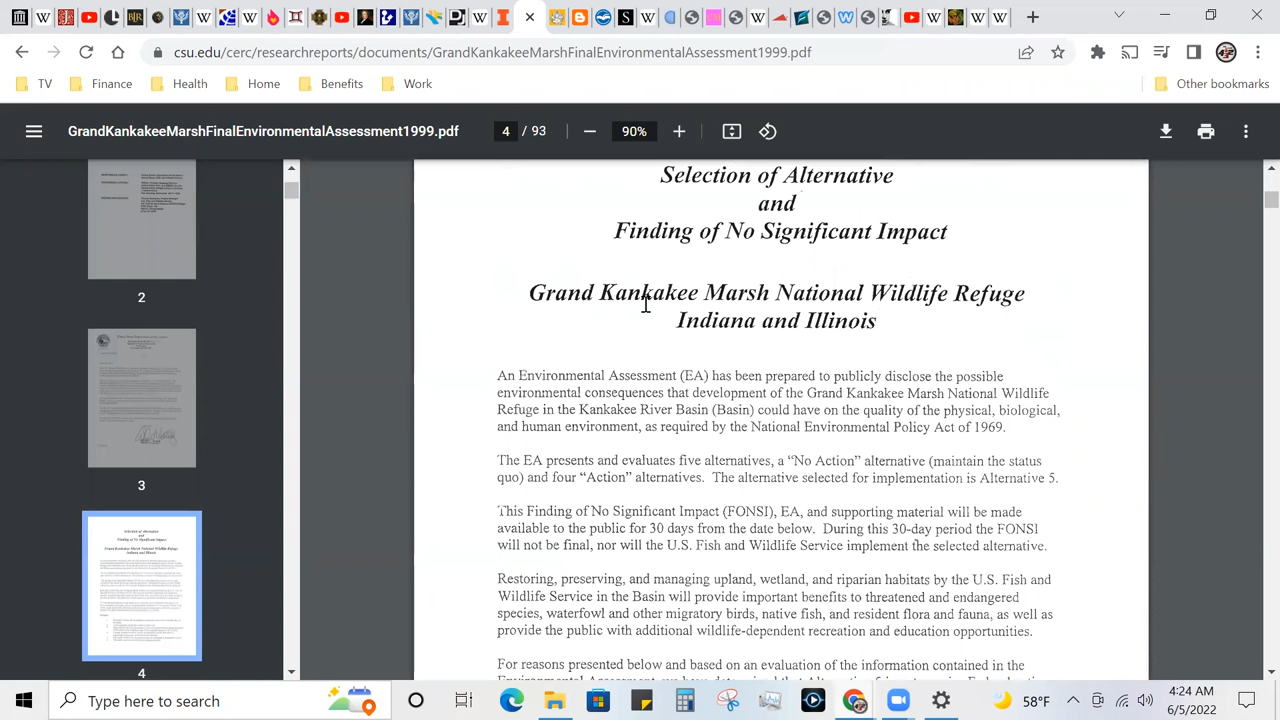 csu.edu/cerc/researchreports/documents/GrandKankakeeMarshFinalEnvironmentalAssessment1999.pdf
TV
Finance
Health
Home
Benefits
Work
Other bookmarks
GrandKankakeeMarshFinalEnvironmentalAssessment1999.pdf
4 / 93
90%
2
3
4
Selection of Alternative
and
Finding of No Significant Impact
Grand Kankakee Marsh National Wildlife Refuge
Indiana and Illinois
An Environmental Assessment (EA) has been prepared to publicly disclose the possible
environmental consequences that development of the Grand Kankakee Marsh National Wildlife
Refuge in the Kankakee River Basin (Basin) could have on the quality of the physical, biological,
and human environment, as required by the National Environmental Policy Act of 1969.
The EA presents and evaluates five alternatives, a “No Action” alternative (maintain the status
quo) and four “Action” alternatives. The alternative selected for implementation is Alternative 5.
This Finding of No Significant Impact (FONSI), EA, and supporting material will be made
available to the public for 30 days from the date below. During this 30-day period the FONSI
will not be final, nor will the U.S. Fish and Wildlife Service implement the selected alternative.
Restoring, preserving, and managing upland, wetland and riparian habitats by the U.S. Fish and
Wildlife Service in the Basin will provide important benefits to threatened and endangered
species, waterfowl and other migratory birds, native fish, and resident flora and fauna, as well as
provide the public with additional wildlife-dependent recreation and education opportunities.
For reasons presented below and based on an evaluation of the information contained in the
Type here to search
58°F
4:24 AM
6/5/2022